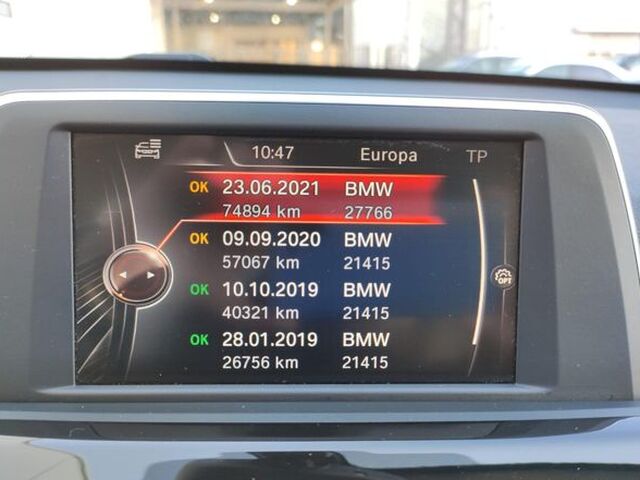 10:47 Europa TP
OK 23.06.2021 BMW
74894 km 27766
OK 09.09.2020 BMW
57067 km 21415
OK 10.10.2019 BMW
40321 km 21415
OK 28.01.2019 BMW
26756 km 21415
OPT